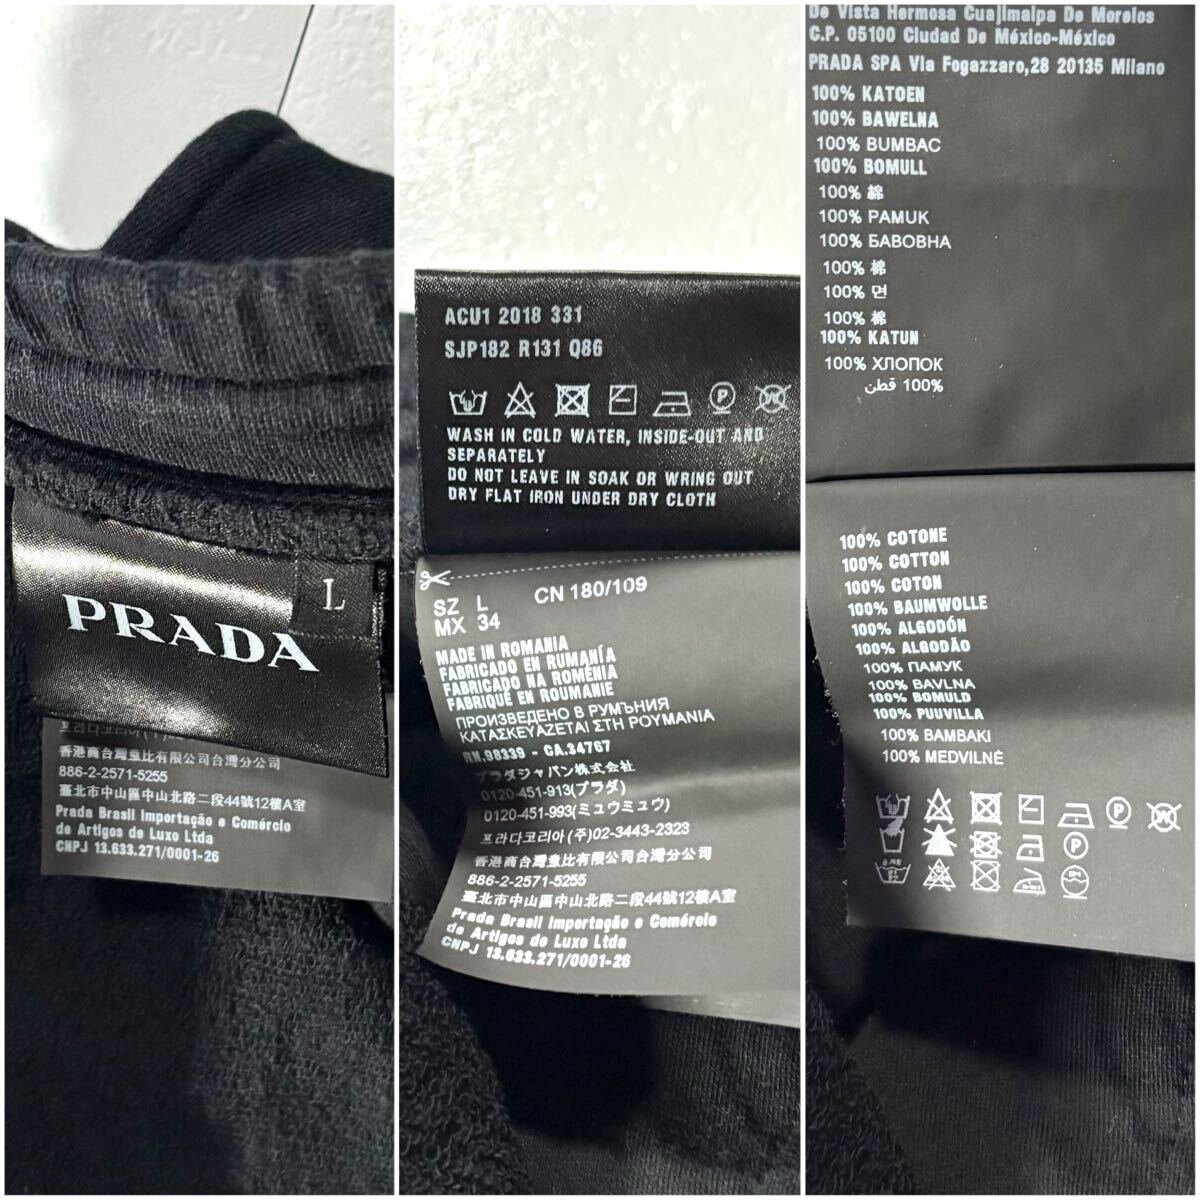 PRADA
L
香港商台灣意比有限公司台灣分公司
886-2-2571-5255
臺北市中山區中山北路二段44號12樓A室
Prada Brasil Importação e Comércio
de Artigos de Luxo Ltda
CNPJ 13.633.271/0001-26
ACU1 2018 331
SJP182 R131 Q86
WASH IN COLD WATER, INSIDE-OUT AND
SEPARATELY
DO NOT LEAVE IN SOAK OR WRING OUT
DRY FLAT IRON UNDER DRY CLOTH
SZ L CN 180/109
MX 34
MADE IN ROMANIA
FABRICADO EN RUMANÍA
FABRICADO NA ROMÉNIA
FABRIQUÉ EN ROUMANIE
ПРОИЗВЕДЕНО В РУМЪНИЯ
ΚΑΤΑΣΚΕΥΑΖΕΤΑΙ ΣΤΗ ΡΟΥΜΑΝΙΑ
RN.98339 - CA.34767
プラダジャパン株式会社
0120-451-913(プラダ)
0120-451-993(ミュウミュウ)
프라다코리아(주)02-3443-2323
香港商台灣意比有限公司台灣分公司
886-2-2571-5255
臺北市中山區中山北路二段44號12樓A室
Prada Brasil Importação e Comércio
de Artigos de Luxo Ltda
CNPJ 13.633.271/0001-26
De Vista Hermosa Cuajimalpa De Morelos
C.P. 05100 Ciudad De México-México
PRADA SPA Via Fogazzaro,28 20135 Milano
100% KATOEN
100% BAWEŁNA
100% BUMBAC
100% BOMULL
100% 綿
100% PAMUK
100% БАВОВНА
100% 棉
100% 면
100% 棉
100% KATUN
100% ХЛОПОК
100% قطن
100% COTONE
100% COTTON
100% COTON
100% BAUMWOLLE
100% ALGODÓN
100% ALGODÃO
100% ПАМУК
100% BAVLNA
100% BOMULD
100% PUUVILLA
100% BAMBAKI
100% MEDVILNĖ